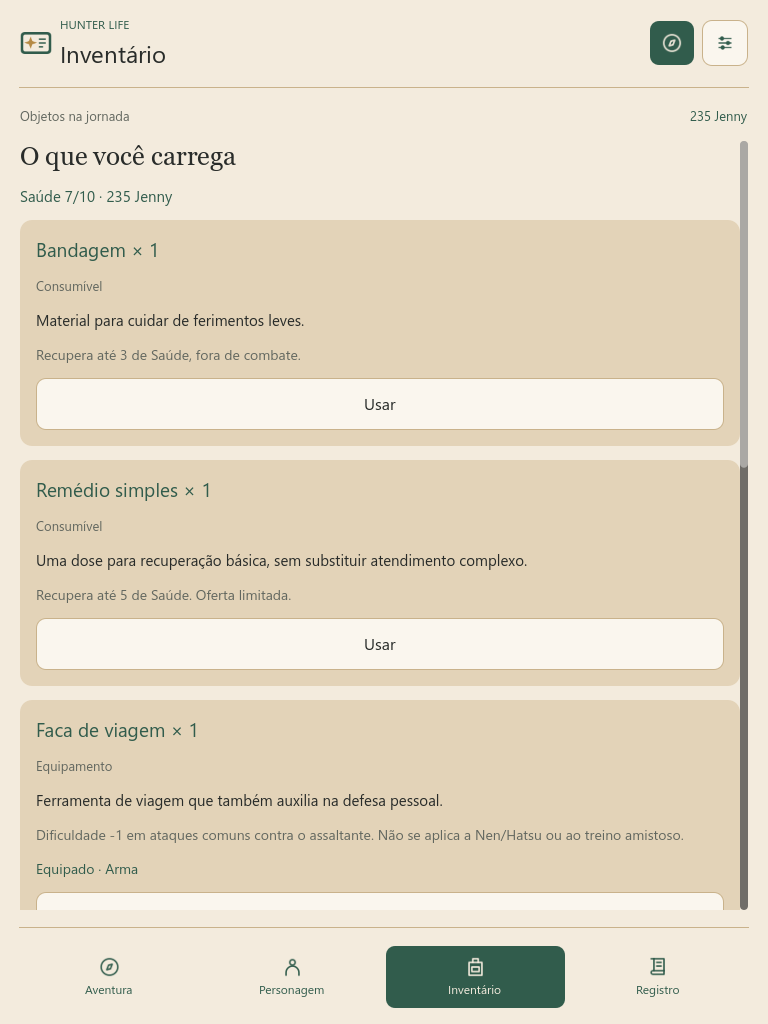 HUNTER LIFE
Inventário
Objetos na jornada
235 Jenny
O que você carrega
Saúde 7/10 · 235 Jenny
Bandagem × 1
Consumível
Material para cuidar de ferimentos leves.
Recupera até 3 de Saúde, fora de combate.
Usar
Remédio simples × 1
Consumível
Uma dose para recuperação básica, sem substituir atendimento complexo.
Recupera até 5 de Saúde. Oferta limitada.
Usar
Faca de viagem × 1
Equipamento
Ferramenta de viagem que também auxilia na defesa pessoal.
Dificuldade -1 em ataques comuns contra o assaltante. Não se aplica a Nen/Hatsu ou ao treino amistoso.
Equipado · Arma
Aventura
Personagem
Inventário
Registro